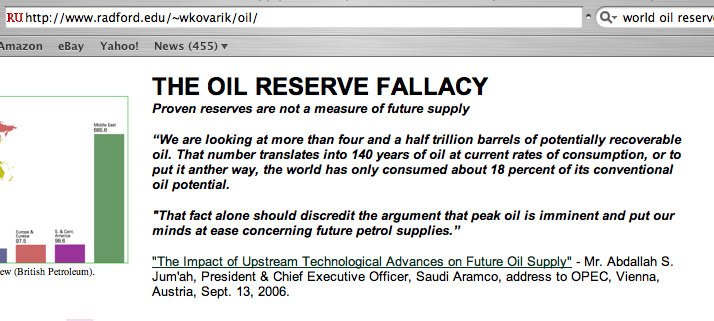 RU http://www.radford.edu/~wkovarik/oil/
world oil reserv
Amazon eBay Yahoo! News (455)
THE OIL RESERVE FALLACY
Proven reserves are not a measure of future supply
Middle East
685.6
“We are looking at more than four and a half trillion barrels of potentially recoverable
oil. That number translates into 140 years of oil at current rates of consumption, or to
put it anther way, the world has only consumed about 18 percent of its conventional
oil potential.
"That fact alone should discredit the argument that peak oil is imminent and put our
minds at ease concerning future petrol supplies.”
Europe &
Eurasia
97.5
S. & Cent.
America
98.6
ew (British Petroleum).
"The Impact of Upstream Technological Advances on Future Oil Supply" - Mr. Abdallah S.
Jum'ah, President & Chief Executive Officer, Saudi Aramco, address to OPEC, Vienna,
Austria, Sept. 13, 2006.